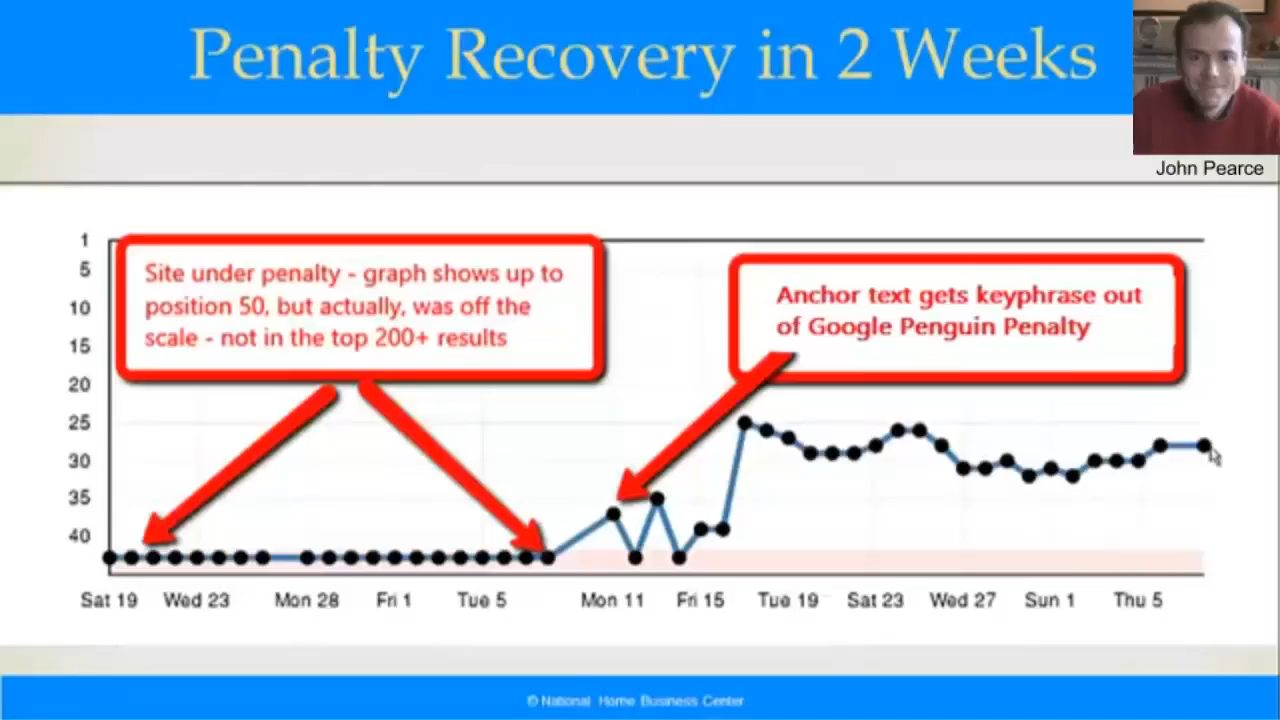 Penalty Recovery in 2 Weeks
John Pearce
1
5
10
15
20
25
30
35
40
Site under penalty - graph shows up to
position 50, but actually, was off the
scale - not in the top 200+ results
Anchor text gets keyphrase out
of Google Penguin Penalty
Sat 19 Wed 23 Mon 28 Fri 1 Tue 5 Mon 11 Fri 15 Tue 19 Sat 23 Wed 27 Sun 1 Thu 5
© National Home Business Center